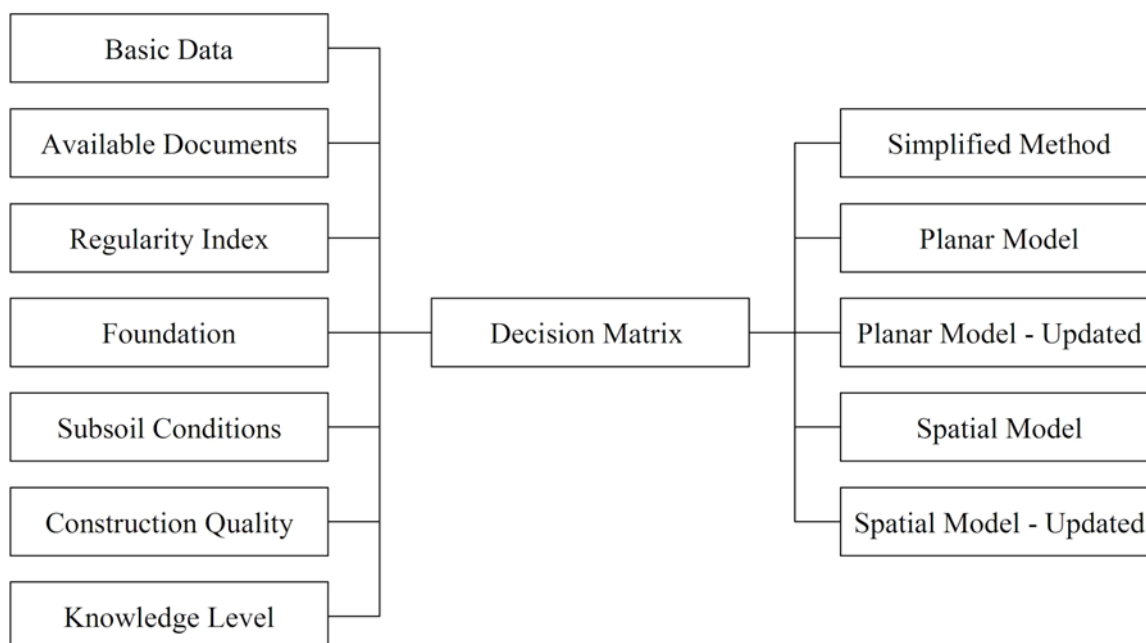 Basic Data
Available Documents
Regularity Index
Foundation
Subsoil Conditions
Construction Quality
Knowledge Level
Decision Matrix
Simplified Method
Planar Model
Planar Model - Updated
Spatial Model
Spatial Model - Updated